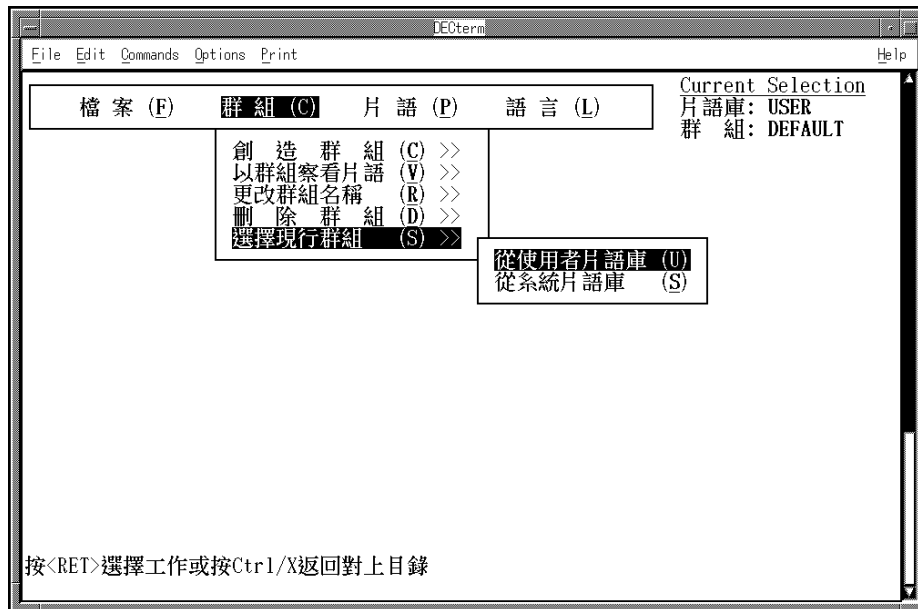 DECterm
File Edit Commands Options Print Help
Current Selection
片語庫: USER
群 組: DEFAULT
檔 案 (F) 群 組 (C) 片 語 (P) 語 言 (L)
創 造 群 組 (C) >>
以群組察看片語 (V) >>
更改群組名稱 (R) >>
刪 除 群 組 (D) >>
選擇現行群組 (S) >>
從使用者片語庫 (U)
從系統片語庫 (S)
按<RET>選擇工作或按Ctrl/X返回對上目錄